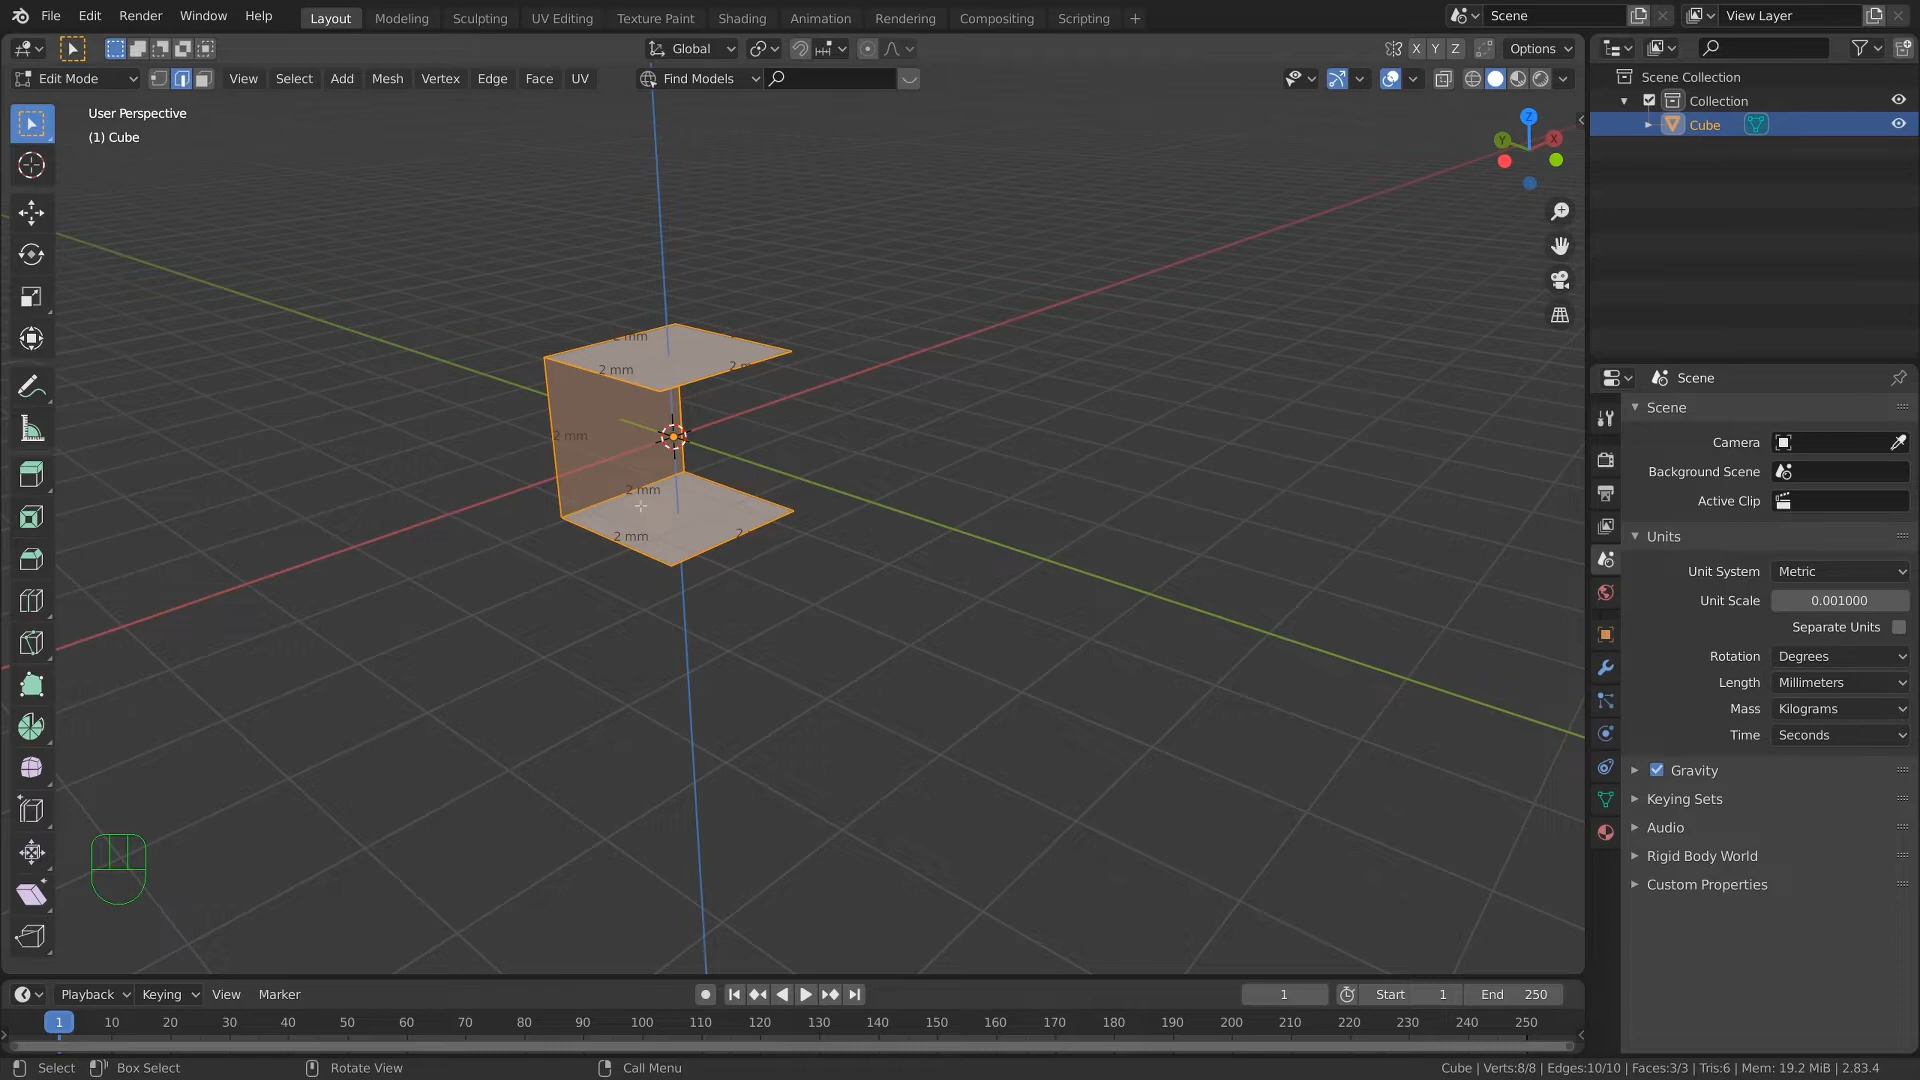 File Edit Render Window Help Layout Modeling Sculpting UV Editing Texture Paint Shading Animation Rendering Compositing Scripting + Scene View Layer
Global X Y Z Options
Edit Mode View Select Add Mesh Vertex Edge Face UV Find Models
User Perspective
(1) Cube
Z
Y X
2 mm
2 mm
2 mm
2 mm
2 mm
Scene Collection
Collection
Cube
Scene
Scene
Camera
Background Scene
Active Clip
Units
Unit System Metric
Unit Scale 0.001000
Separate Units
Rotation Degrees
Length Millimeters
Mass Kilograms
Time Seconds
Gravity
Keying Sets
Audio
Rigid Body World
Custom Properties
Playback Keying View Marker 1 Start 1 End 250
1 10 20 30 40 50 60 70 80 90 100 110 120 130 140 150 160 170 180 190 200 210 220 230 240 250
Select Box Select Rotate View Call Menu Cube | Verts:8/8 | Edges:10/10 | Faces:3/3 | Tris:6 | Mem: 19.2 MiB | 2.83.4